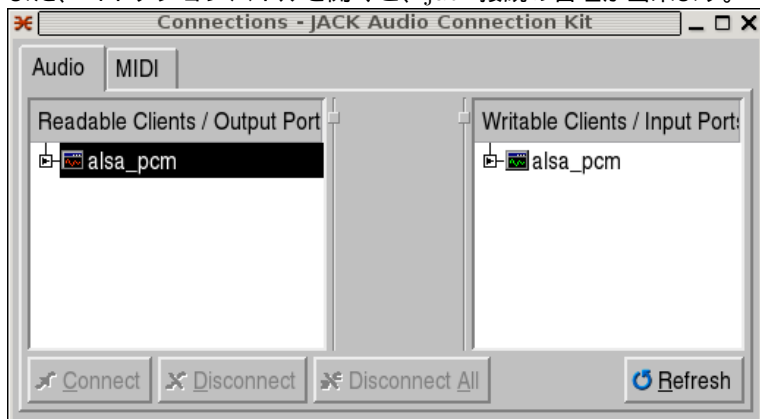 Connections - JACK Audio Connection Kit
Audio MIDI
Readable Clients / Output Port
Writable Clients / Input Ports
alsa_pcm
alsa_pcm
Connect Disconnect Disconnect All Refresh